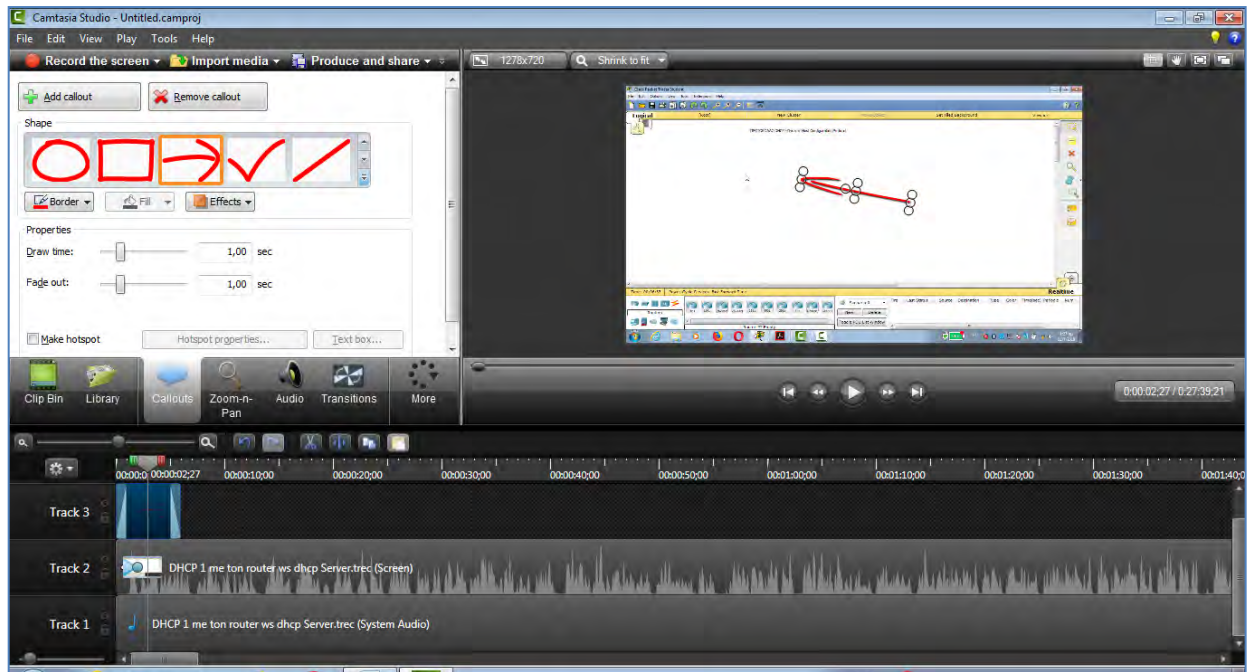 Camtasia Studio - Untitled.camproj
File Edit View Play Tools Help
Record the screen Import media Produce and share
1278x720 Shrink to fit
Add callout Remove callout
Shape
Border Fill Effects
Properties
Draw time: 1,00 sec
Fade out: 1,00 sec
Make hotspot Hotspot properties... Text box...
Clip Bin Library Callouts Zoom-n-Pan Audio Transitions More
Logical
Realtime
0:00:02;27 / 0:27:39;21
00:00:0 00:00:02;27 00:00:10;00 00:00:20;00 00:00:30;00 00:00:40;00 00:00:50;00 00:01:00;00 00:01:10;00 00:01:20;00 00:01:30;00 00:01:40;0
Track 3
Track 2 DHCP 1 me ton router ws dhcp Server.trec (Screen)
Track 1 DHCP 1 me ton router ws dhcp Server.trec (System Audio)